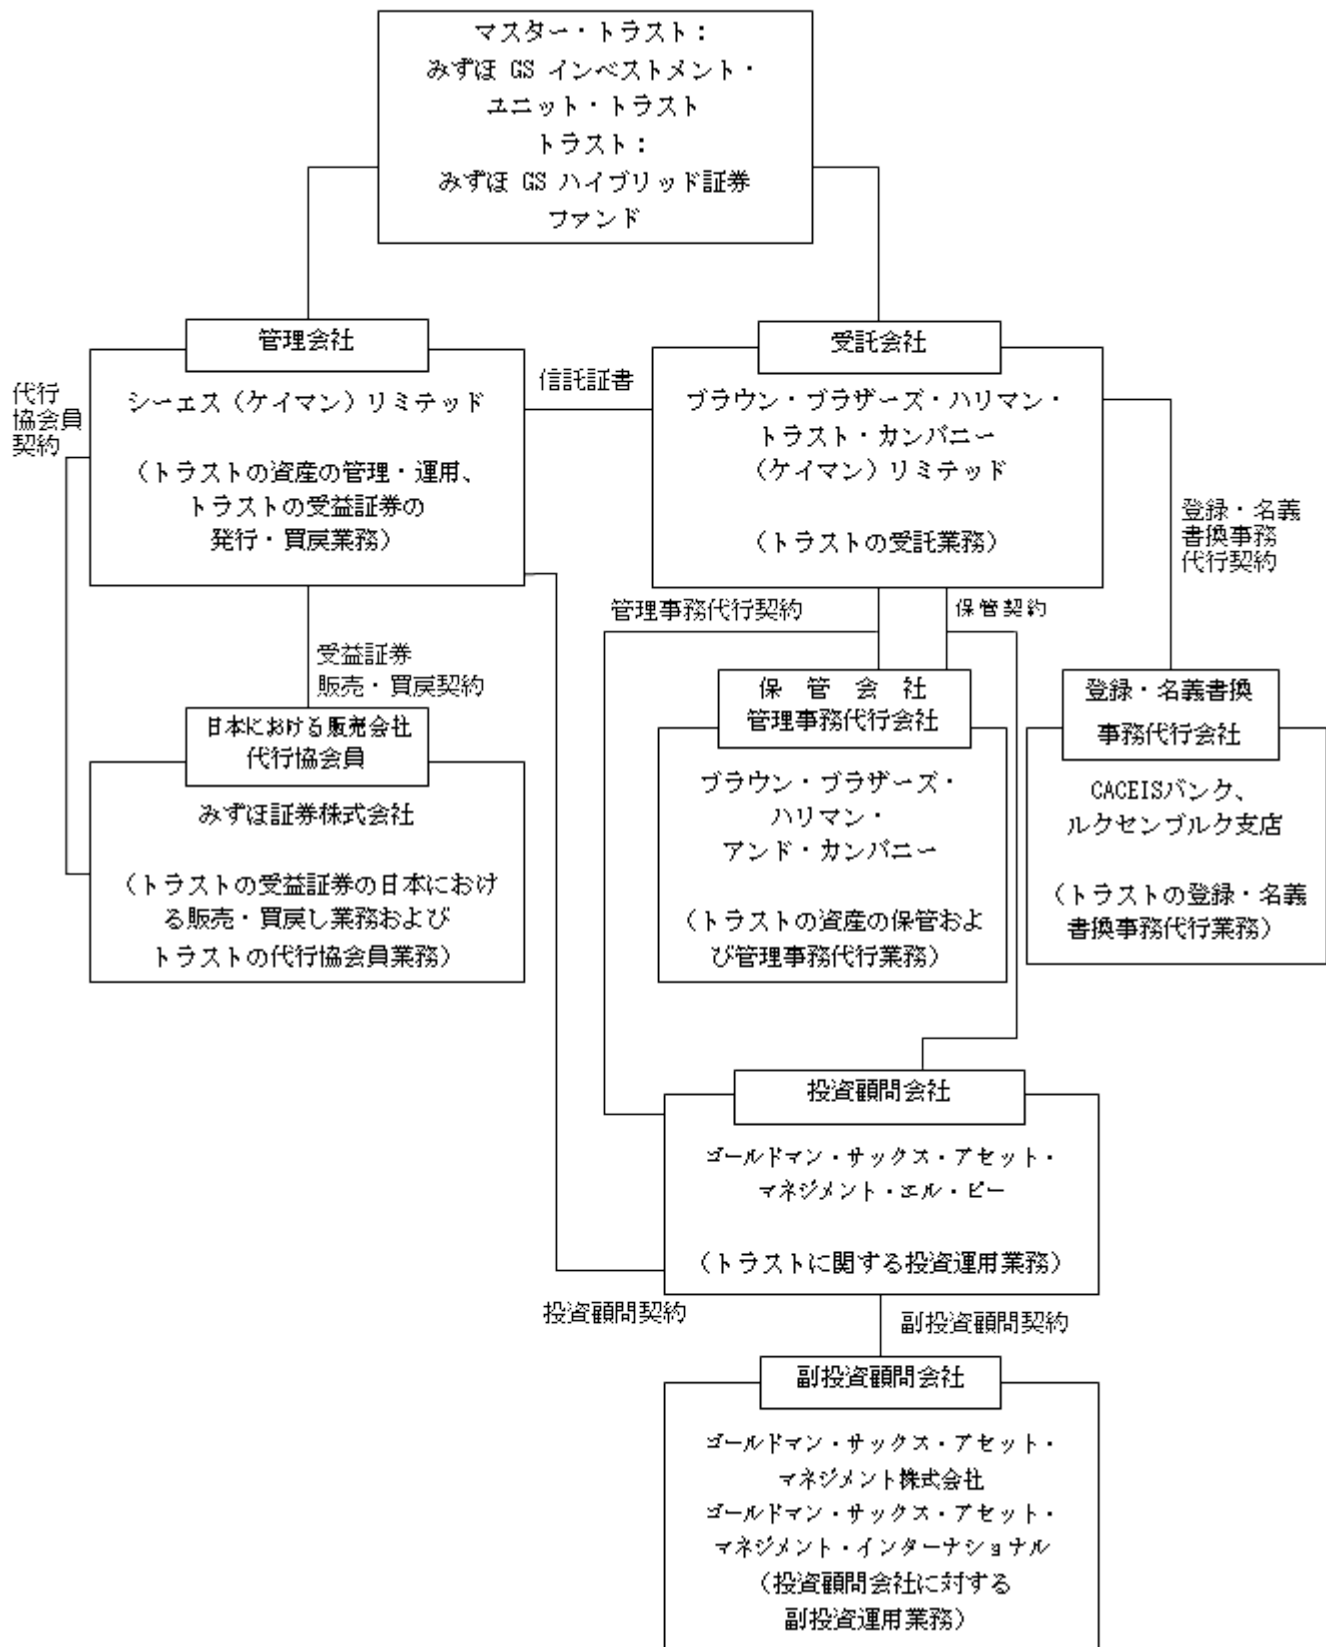 マスター・トラスト：
みずほ GS インベストメント・
ユニット・トラスト
トラスト：
みずほ GS ハイブリッド証券
ファンド
管理会社
シーエス（ケイマン）リミテッド
（トラストの資産の管理・運用、
トラストの受益証券の
発行・買戻業務）
代行
協会員
契約
信託証書
受託会社
ブラウン・ブラザーズ・ハリマン・
トラスト・カンパニー
（ケイマン）リミテッド
（トラストの受託業務）
登録・名義
書換事務
代行契約
管理事務代行契約
保管契約
受益証券
販売・買戻契約
日本における販売会社
代行協会員
みずほ証券株式会社
（トラストの受益証券の日本におけ
る販売・買戻し業務および
トラストの代行協会員業務）
保管会社
管理事務代行会社
ブラウン・ブラザーズ・
ハリマン・
アンド・カンパニー
（トラストの資産の保管およ
び管理事務代行業務）
登録・名義書換
事務代行会社
CACEISバンク、
ルクセンブルク支店
（トラストの登録・名義
書換事務代行業務）
投資顧問会社
ゴールドマン・サックス・アセット・
マネジメント・エル・ピー
（トラストに関する投資運用業務）
投資顧問契約
副投資顧問契約
副投資顧問会社
ゴールドマン・サックス・アセット・
マネジメント株式会社
ゴールドマン・サックス・アセット・
マネジメント・インターナショナル
（投資顧問会社に対する
副投資運用業務）